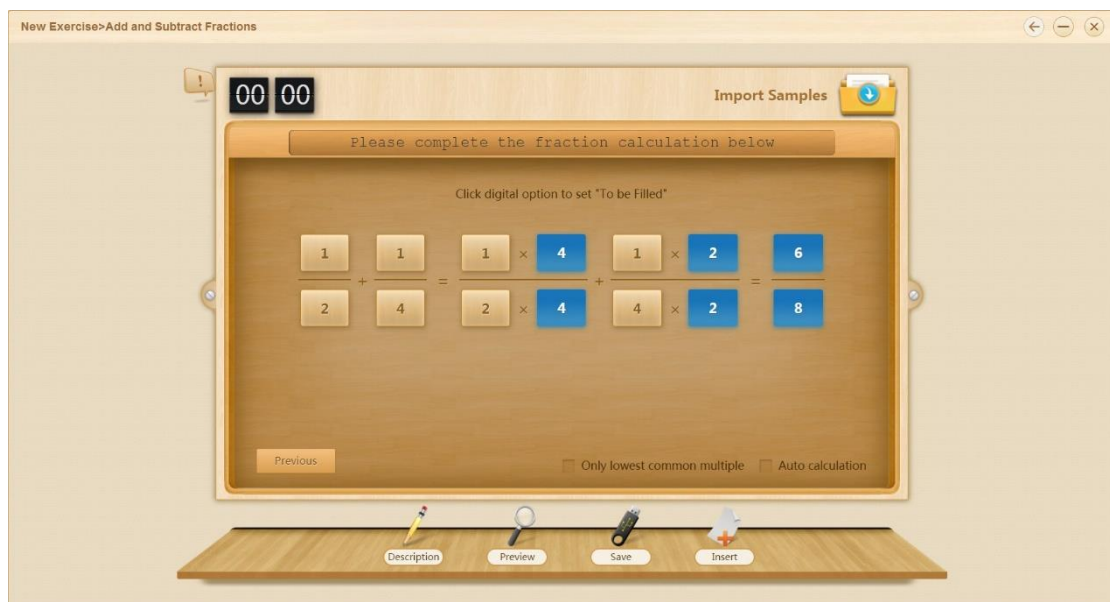 New Exercise>Add and Subtract Fractions
!
00 00
Import Samples
Please complete the fraction calculation below
Click digital option to set "To be Filled"
1 1 1 × 4 1 × 2 6
+ = + =
2 4 2 × 4 4 × 2 8
Previous
Only lowest common multiple Auto calculation
Description Preview Save Insert